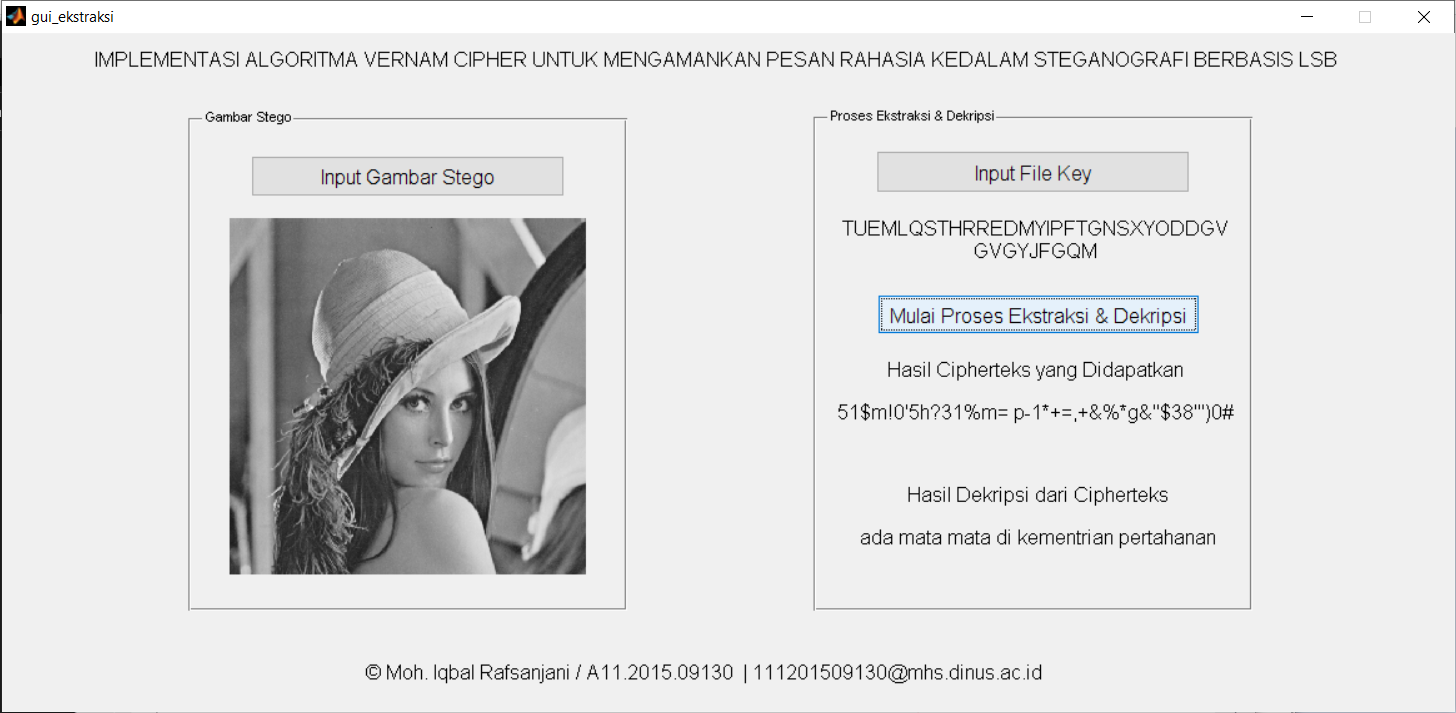 gui_ekstraksi
IMPLEMENTASI ALGORITMA VERNAM CIPHER UNTUK MENGAMANKAN PESAN RAHASIA KEDALAM STEGANOGRAFI BERBASIS LSB
Gambar Stego
Input Gambar Stego
Proses Ekstraksi & Dekripsi
Input File Key
TUEMLQSTHRREDMYIPFTGNSXYODDGV
GVGYJFGQM
Mulai Proses Ekstraksi & Dekripsi
Hasil Cipherteks yang Didapatkan
51$m!0'5h?31%m= p-1*+=,+&%*g&"$38"')0#
Hasil Dekripsi dari Cipherteks
ada mata mata di kementrian pertahanan
© Moh. Iqbal Rafsanjani / A11.2015.09130 | 111201509130@mhs.dinus.ac.id